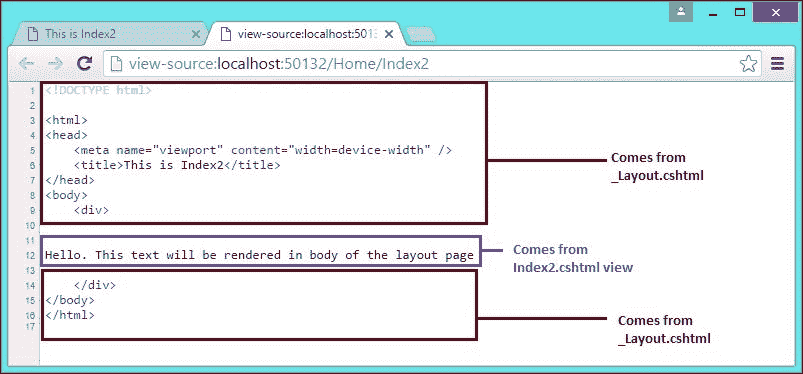 This is Index2
view-source:localhost:5013
view-source:localhost:50132/Home/Index2
1 <!DOCTYPE html>
2
3 <html>
4 <head>
5 <meta name="viewport" content="width=device-width" />
6 <title>This is Index2</title>
7 </head>
8 <body>
9 <div>
10
11
12 Hello. This text will be rendered in body of the layout page
13
14 </div>
15 </body>
16 </html>
17
Comes from
_Layout.cshtml
Comes from
Index2.cshtml view
Comes from
_Layout.cshtml